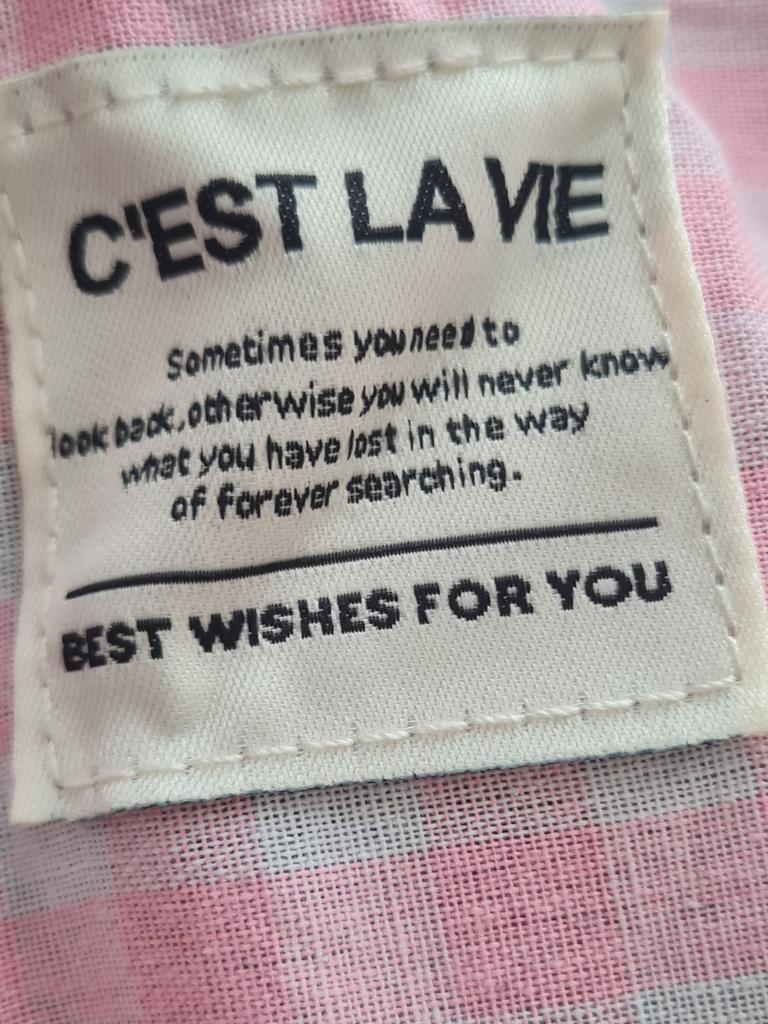 C'EST LA VIE
Sometimes you need to
look back, otherwise you will never know
what you have lost in the way
of forever searching.
BEST WISHES FOR YOU